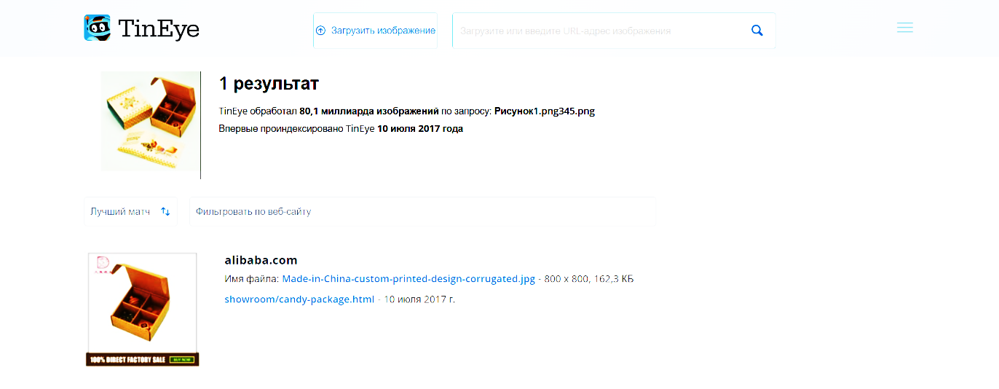 TinEye
Загрузить изображение
Загрузите или введите URL-адрес изображения
1 результат
TinEye обработал 80,1 миллиарда изображений по запросу: Рисунок1.png345.png
Впервые проиндексировано TinEye 10 июля 2017 года
Лучший матч
Фильтровать по веб-сайту
alibaba.com
Имя файла: Made-in-China-custom-printed-design-corrugated.jpg - 800 x 800, 162,3 КБ
showroom/candy-package.html - 10 июля 2017 г.
100% DIRECT FACTORY SALE BUY NOW